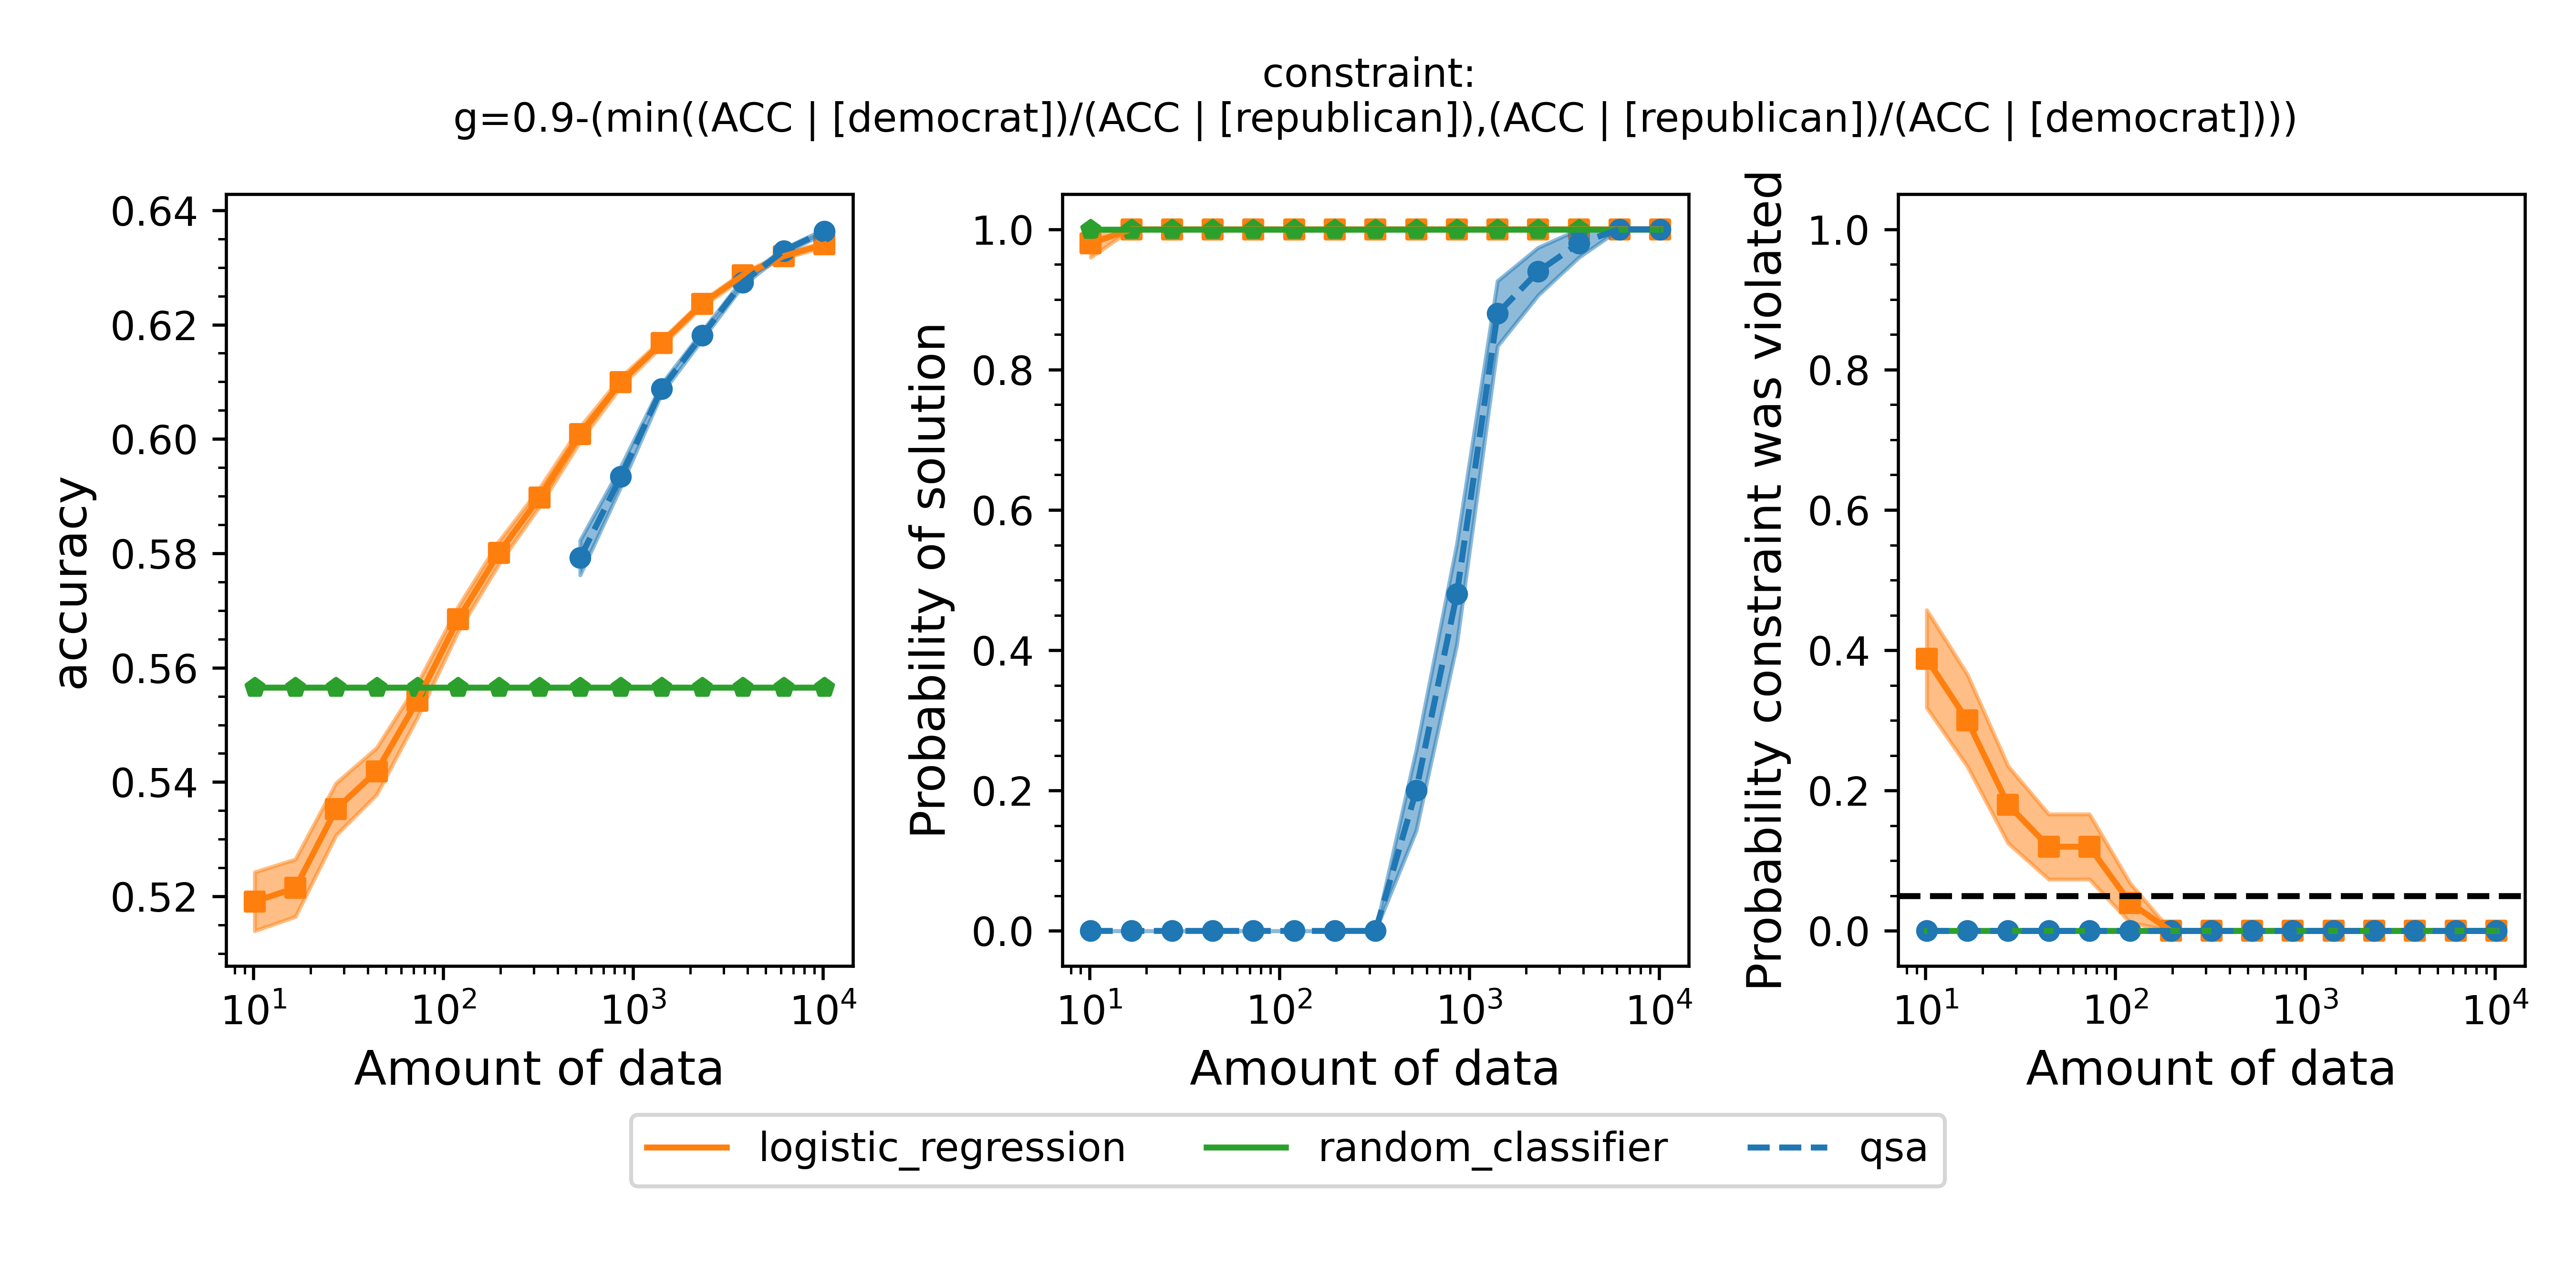 constraint:
g=0.9-(min((ACC | [democrat])/(ACC | [republican]),(ACC | [republican])/(ACC | [democrat])))
accuracy
0.64
0.62
0.60
0.58
0.56
0.54
0.52
10¹ 10² 10³ 10⁴
Amount of data
Probability of solution
1.0
0.8
0.6
0.4
0.2
0.0
10¹ 10² 10³ 10⁴
Amount of data
Probability constraint was violated
1.0
0.8
0.6
0.4
0.2
0.0
10¹ 10² 10³ 10⁴
Amount of data
logistic_regression random_classifier qsa